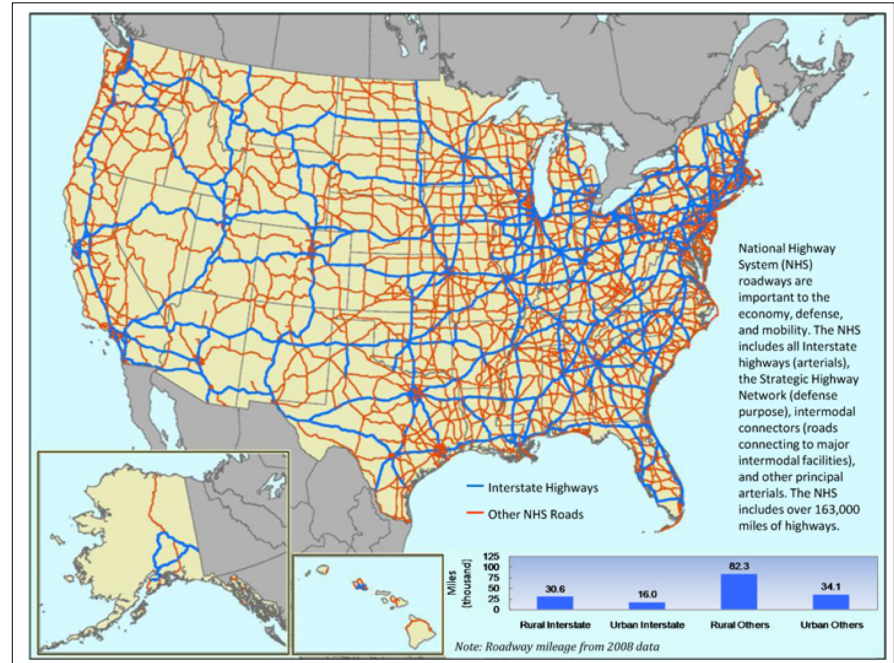 National Highway
System (NHS)
roadways are
important to the
economy, defense,
and mobility. The NHS
includes all Interstate
highways (arterials),
the Strategic Highway
Network (defense
purpose), intermodal
connectors (roads
connecting to major
intermodal facilities),
and other principal
arterials. The NHS
includes over 163,000
miles of highways.
Interstate Highways
Other NHS Roads
Miles
(thousand)
125
100
75
50
25
0
30.6
16.0
82.3
34.1
Rural Interstate
Urban Interstate
Rural Others
Urban Others
Note: Roadway mileage from 2008 data